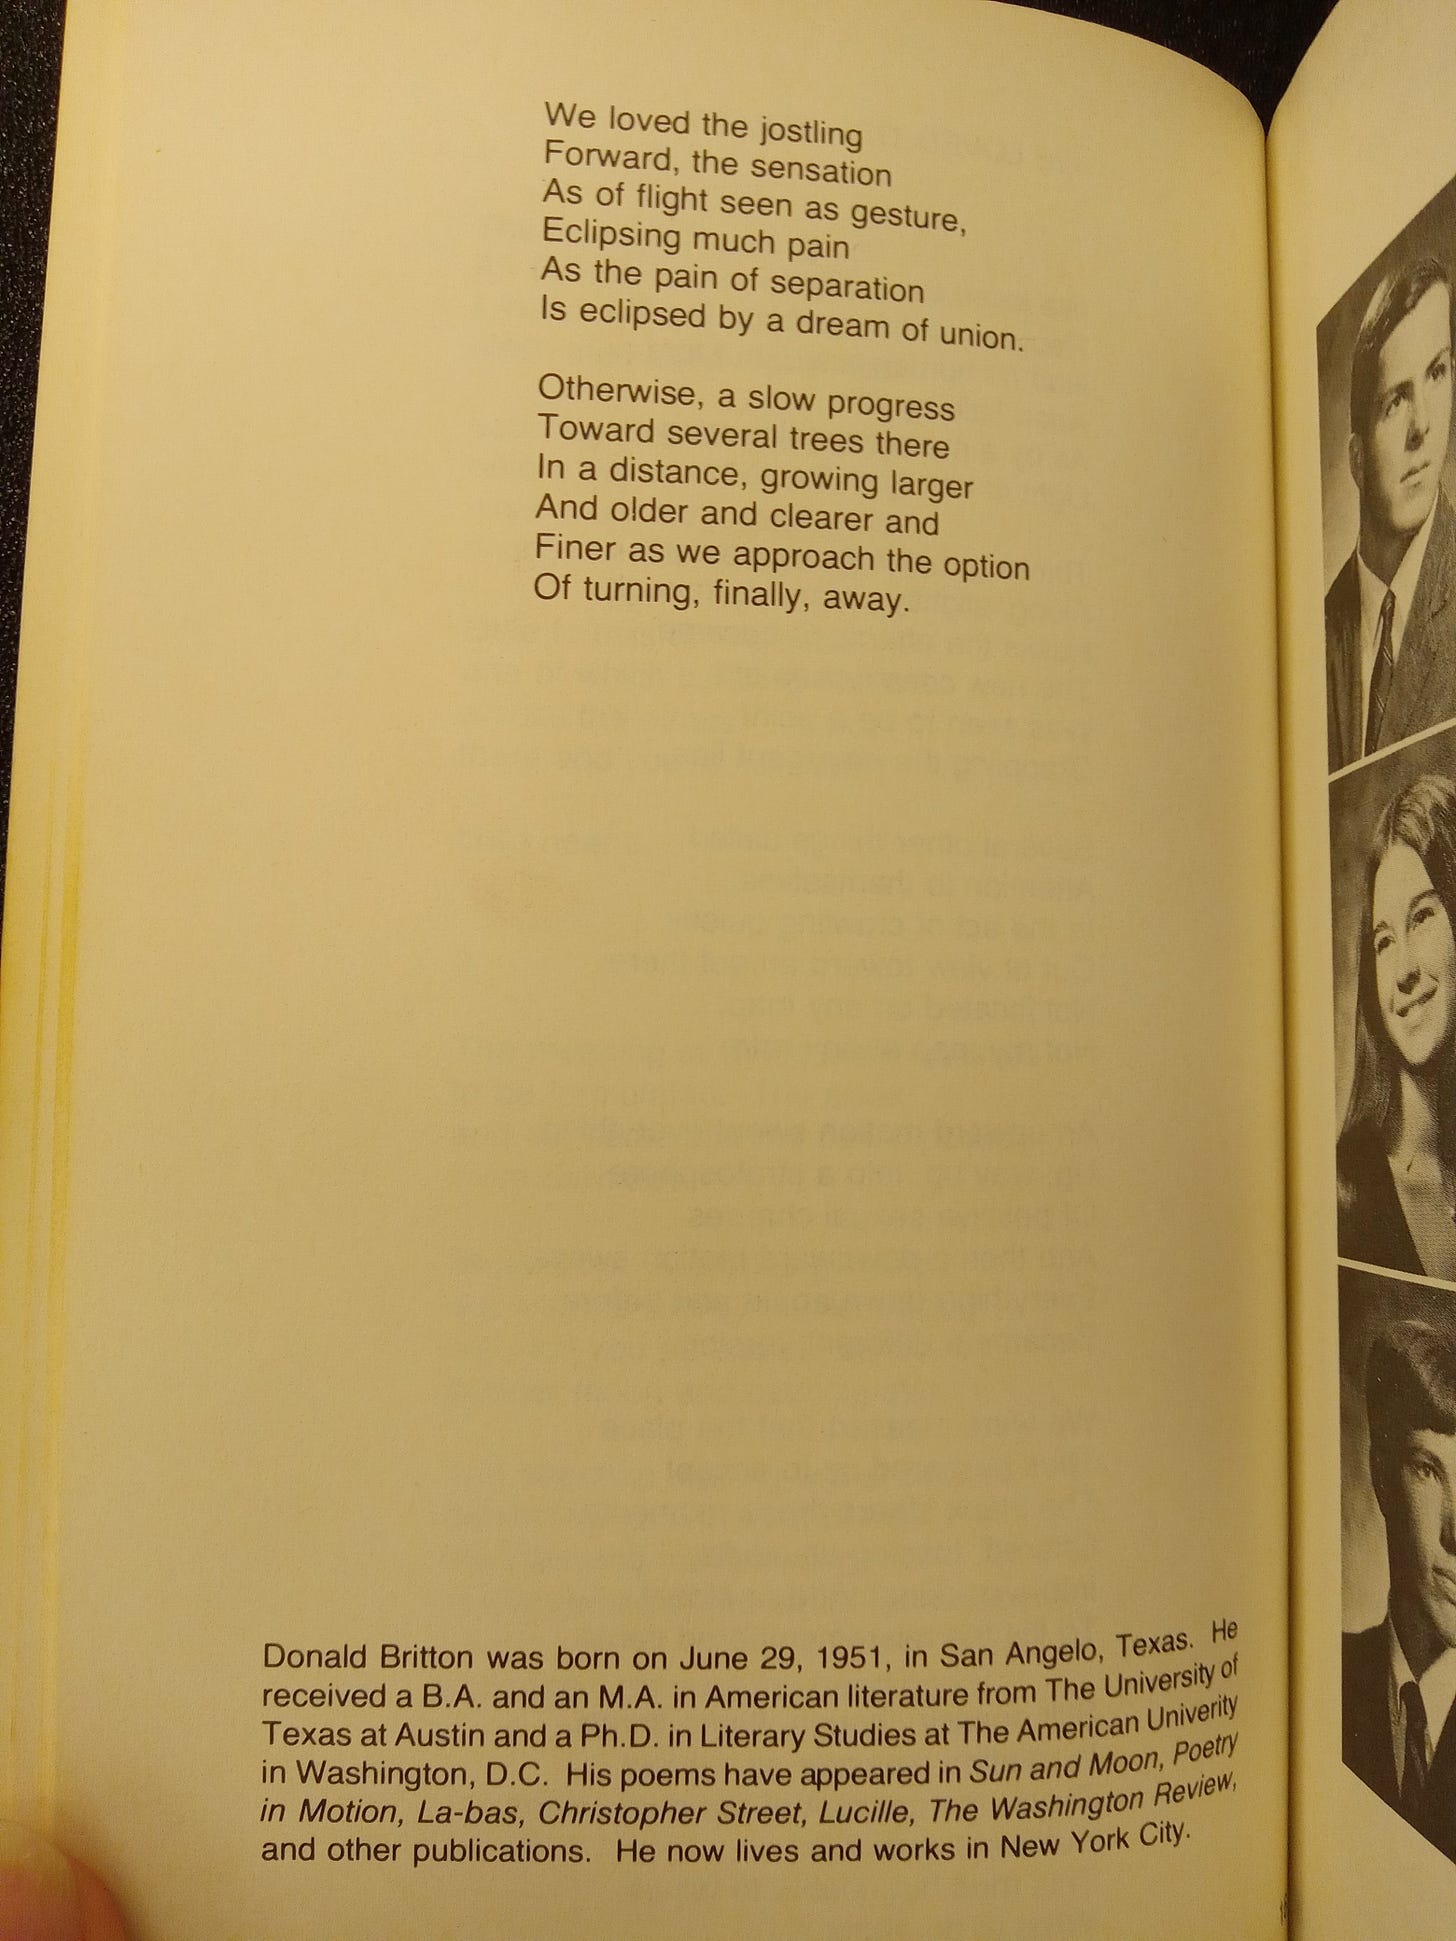 We loved the jostling
Forward, the sensation
As of flight seen as gesture,
Eclipsing much pain
As the pain of separation
Is eclipsed by a dream of union.
Otherwise, a slow progress
Toward several trees there
In a distance, growing larger
And older and clearer and
Finer as we approach the option
Of turning, finally, away.
Donald Britton was born on June 29, 1951, in San Angelo, Texas. He
received a B.A. and an M.A. in American literature from The University of
Texas at Austin and a Ph.D. in Literary Studies at The American Univerity
in Washington, D.C. His poems have appeared in Sun and Moon, Poetry
in Motion, La-bas, Christopher Street, Lucille, The Washington Review,
and other publications. He now lives and works in New York City.